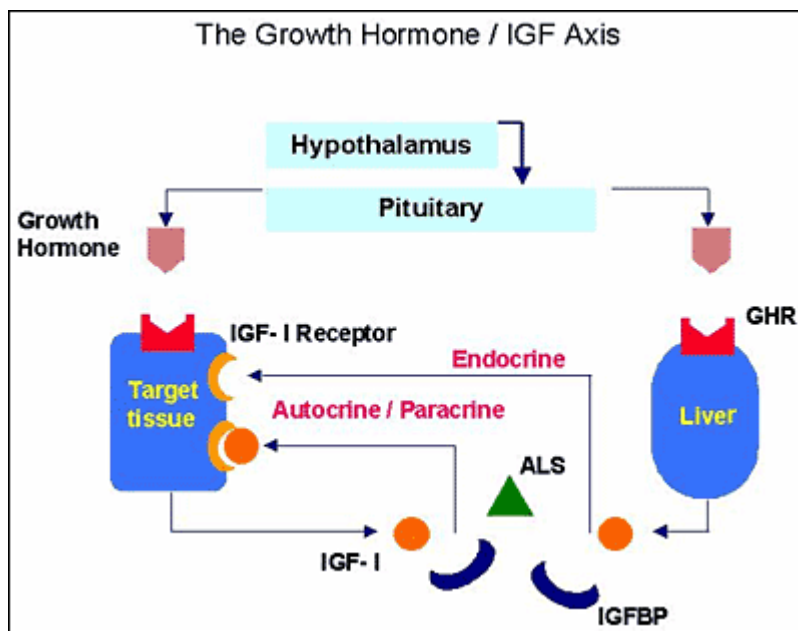 The Growth Hormone / IGF Axis
Hypothalamus
Pituitary
Growth
Hormone
GHR
IGF- I Receptor
Endocrine
Target
tissue
Autocrine / Paracrine
Liver
ALS
IGF- I
IGFBP